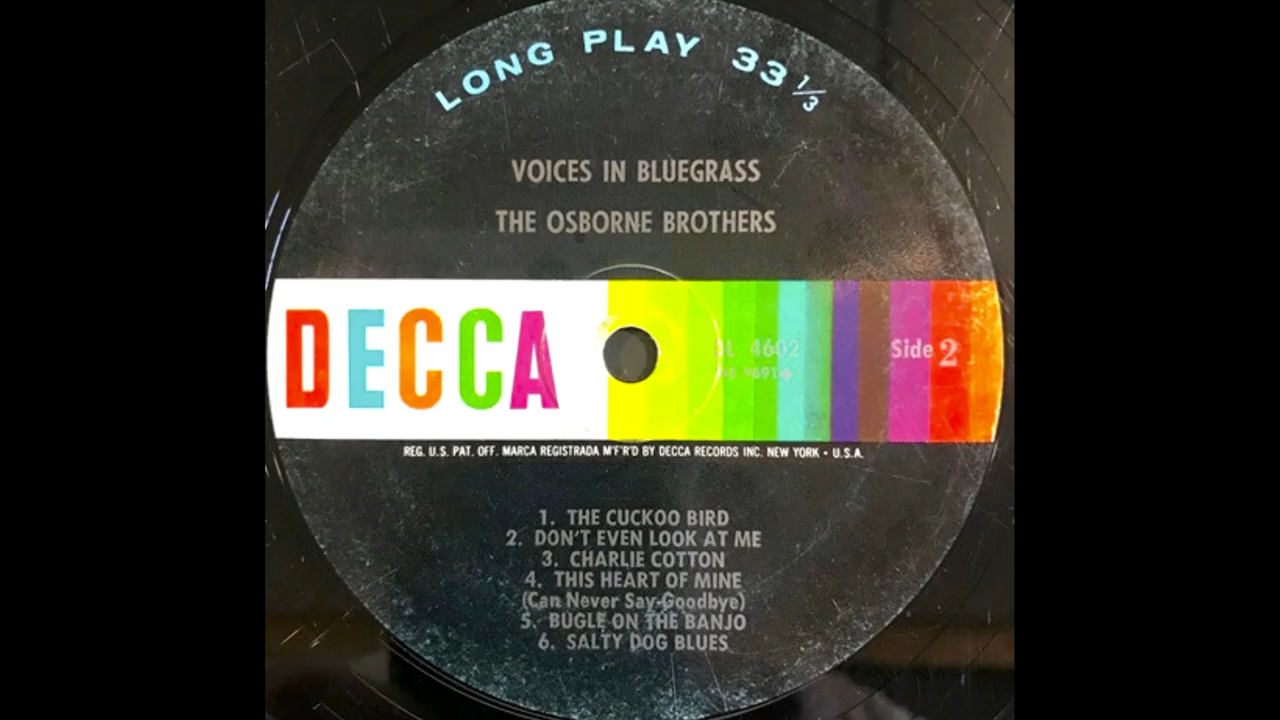 LONG PLAY 33 1/3
VOICES IN BLUEGRASS
THE OSBORNE BROTHERS
DECCA
4602
Side 2
REG. U.S. PAT. OFF. MARCA REGISTRADA M'F'R'D BY DECCA RECORDS INC. NEW YORK • U.S.A.
1. THE CUCKOO BIRD
2. DON'T EVEN LOOK AT ME
3. CHARLIE COTTON
4. THIS HEART OF MINE
(Can Never Say Goodbye)
5. BUGLE ON THE BANJO
6. SALTY DOG BLUES